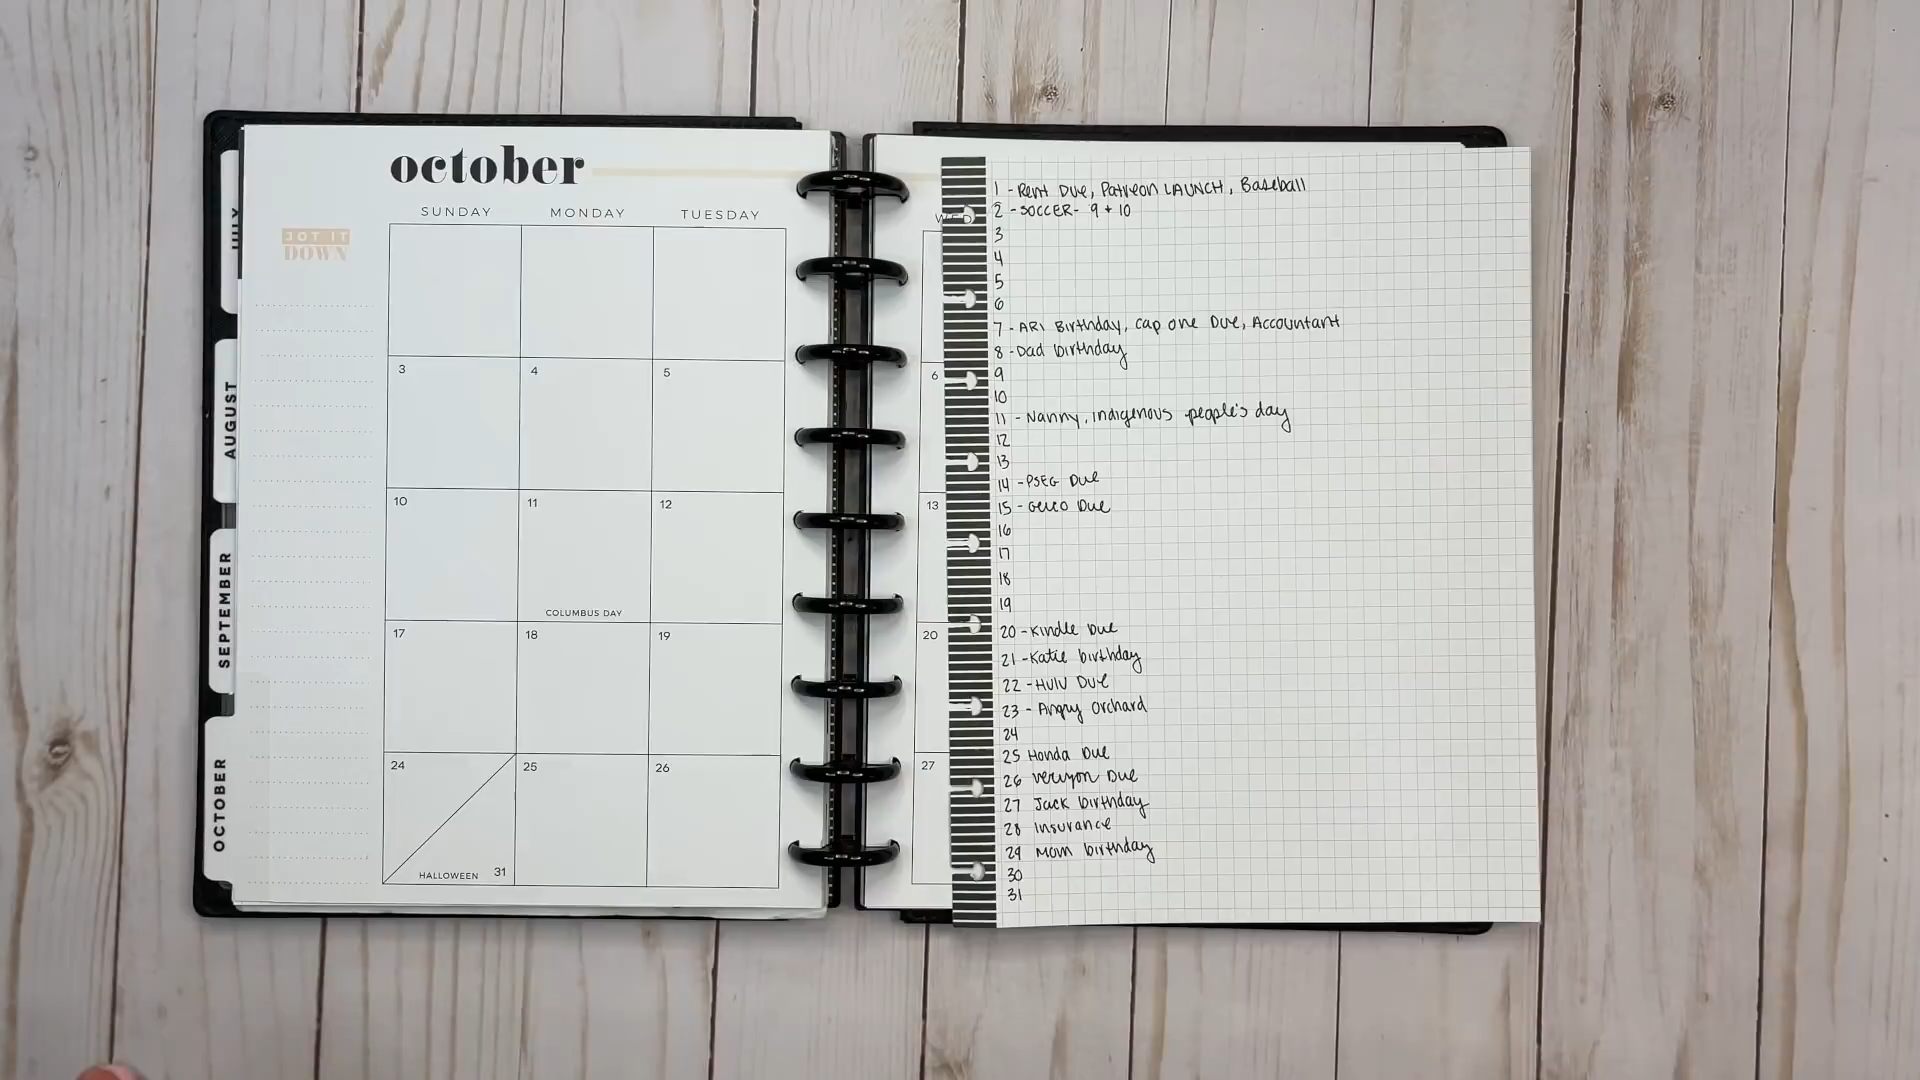 october
SUNDAY MONDAY TUESDAY
JOT IT
DOWN
3 4 5
10 11 12
COLUMBUS DAY
17 18 19
24 25 26
HALLOWEEN 31
JULY
AUGUST
SEPTEMBER
OCTOBER
WED
6
13
20
27
1 - Rent Due, Patreon LAUNCH, Baseball
2 - SOCCER - 9 + 10
3
4
5
6
7 - ARI Birthday, cap one Due, Accountant
8 - Dad birthday
9
10
11 - Nanny, indigenous people's day
12
13
14 - PSEG Due
15 - Geico Due
16
17
18
19
20 - Kindle Due
21 - Katie birthday
22 - HULU Due
23 - Angry Orchard
24
25 Honda Due
26 Verizon Due
27 Jack birthday
28 Insurance
29 Mom birthday
30
31